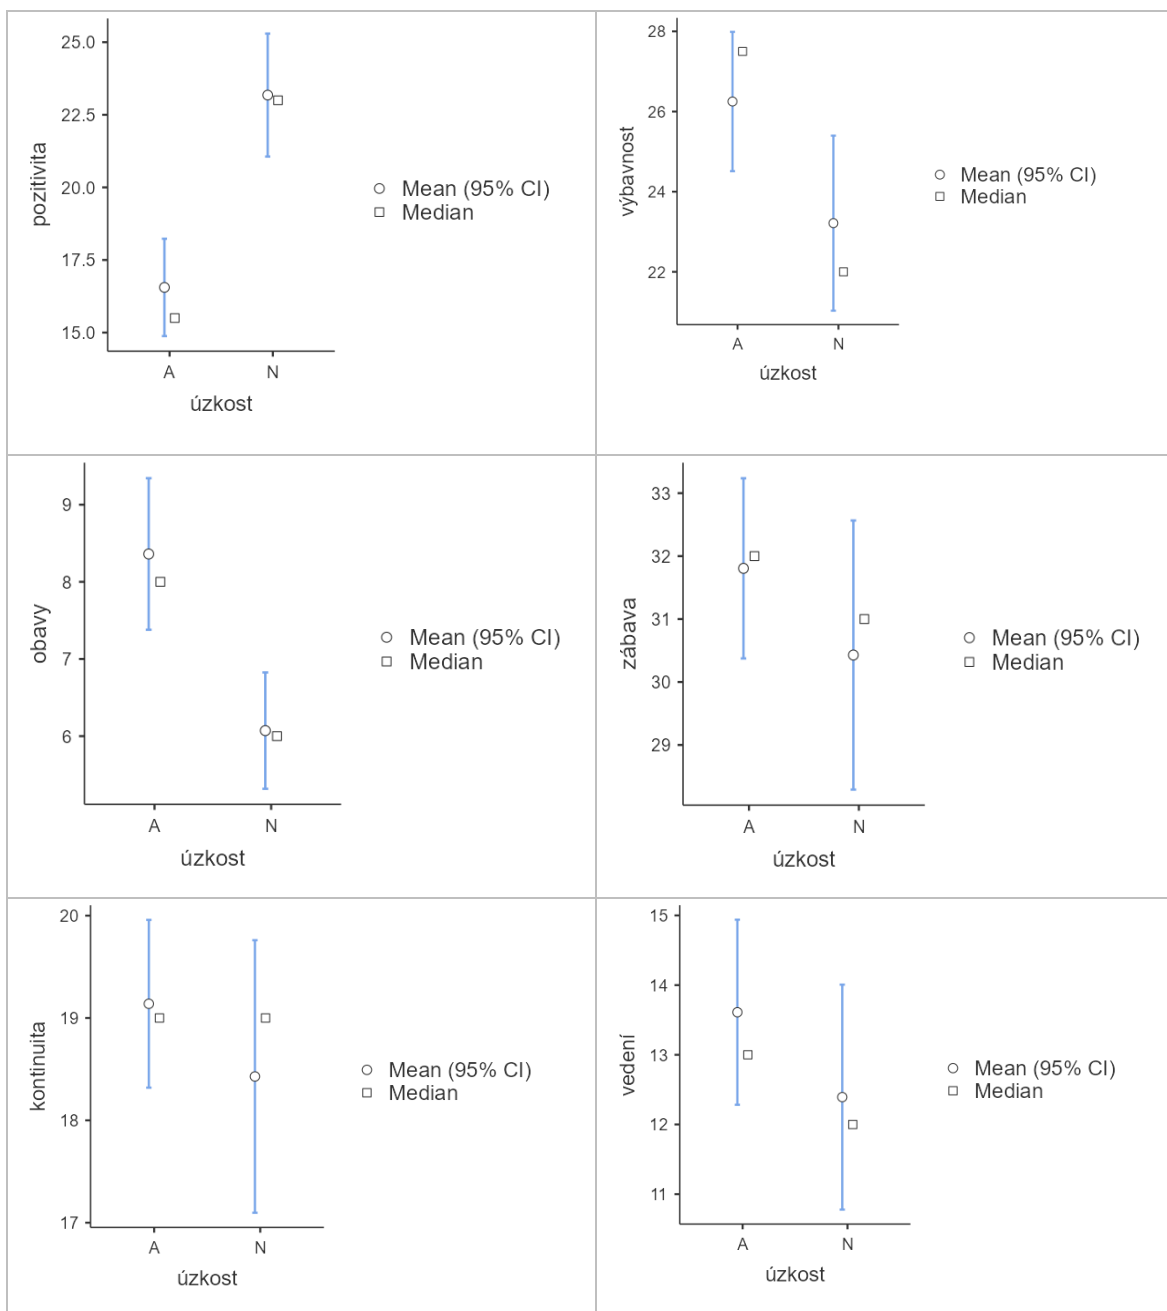 25.0
22.5
20.0
17.5
15.0
pozitivita
A N
úzkost
Mean (95% CI)
Median
28
26
24
22
výbavnost
A N
úzkost
Mean (95% CI)
Median
9
8
7
6
obavy
A N
úzkost
Mean (95% CI)
Median
33
32
31
30
29
zábava
A N
úzkost
Mean (95% CI)
Median
20
19
18
17
kontinuita
A N
úzkost
Mean (95% CI)
Median
15
14
13
12
11
vedení
A N
úzkost
Mean (95% CI)
Median